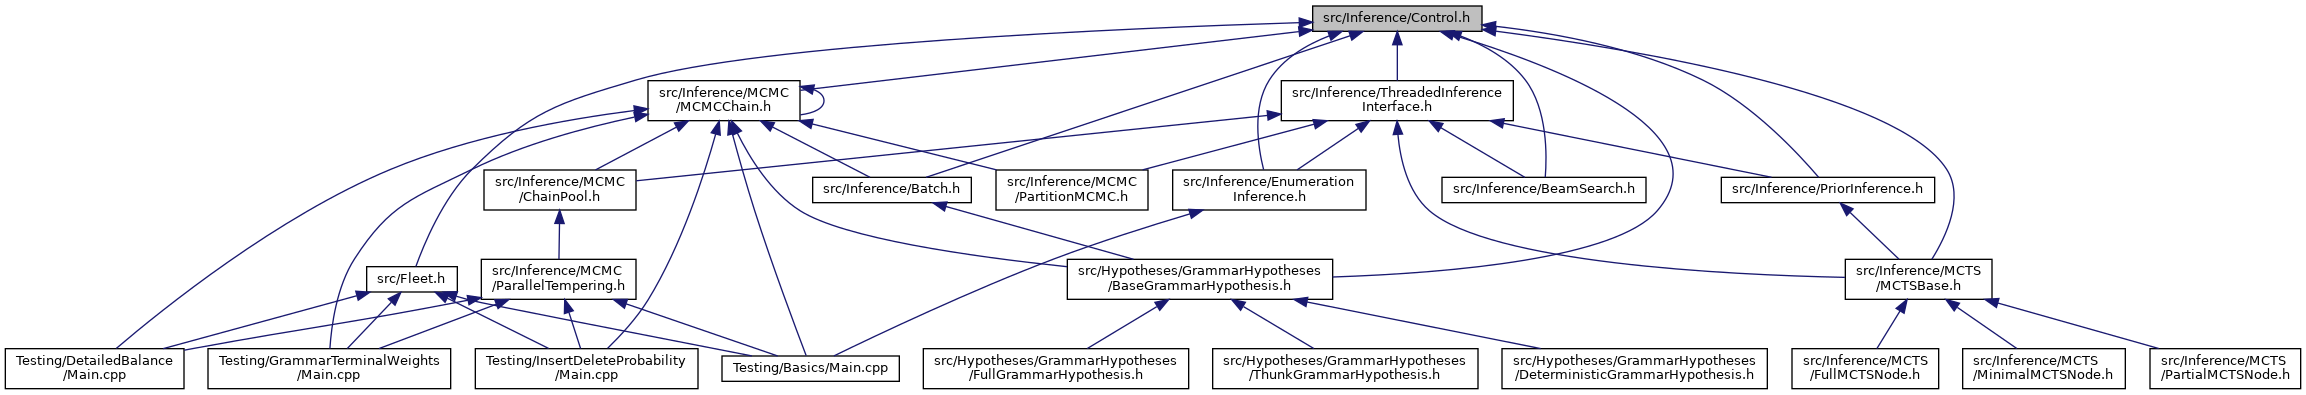 src/Inference/Control.h
src/Inference/MCMC
/MCMCChain.h
src/Inference/ThreadedInference
Interface.h
src/Inference/MCMC
/ChainPool.h
src/Inference/Batch.h
src/Inference/MCMC
/PartitionMCMC.h
src/Inference/Enumeration
Inference.h
src/Inference/BeamSearch.h
src/Inference/PriorInference.h
src/Fleet.h
src/Inference/MCMC
/ParallelTempering.h
src/Hypotheses/GrammarHypotheses
/BaseGrammarHypothesis.h
src/Inference/MCTS
/MCTSBase.h
Testing/DetailedBalance
/Main.cpp
Testing/GrammarTerminalWeights
/Main.cpp
Testing/InsertDeleteProbability
/Main.cpp
Testing/Basics/Main.cpp
src/Hypotheses/GrammarHypotheses
/FullGrammarHypothesis.h
src/Hypotheses/GrammarHypotheses
/ThunkGrammarHypothesis.h
src/Hypotheses/GrammarHypotheses
/DeterministicGrammarHypothesis.h
src/Inference/MCTS
/FullMCTSNode.h
src/Inference/MCTS
/MinimalMCTSNode.h
src/Inference/MCTS
/PartialMCTSNode.h